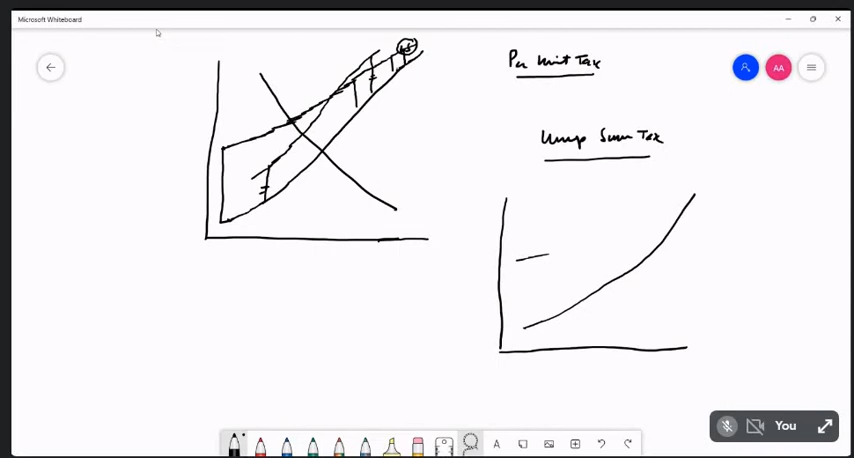 Microsoft Whiteboard
Per Unit Tax
AA
Lump Sum Tax
You
A